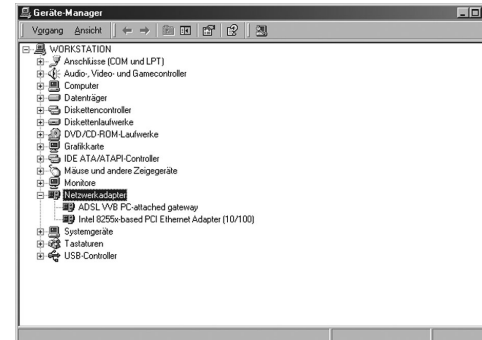 Geräte-Manager
Vorgang Ansicht
WORKSTATION
Anschlüsse (COM und LPT)
Audio-, Video- und Gamecontroller
Computer
Datenträger
Diskettencontroller
Diskettenlaufwerke
DVD/CD-ROM-Laufwerke
Grafikkarte
IDE ATA/ATAPI-Controller
Mäuse und andere Zeigegeräte
Monitore
Netzwerkadapter
ADSL VVB PC-attached gateway
Intel 8255x-based PCI Ethernet Adapter (10/100)
Systemgeräte
Tastaturen
USB-Controller